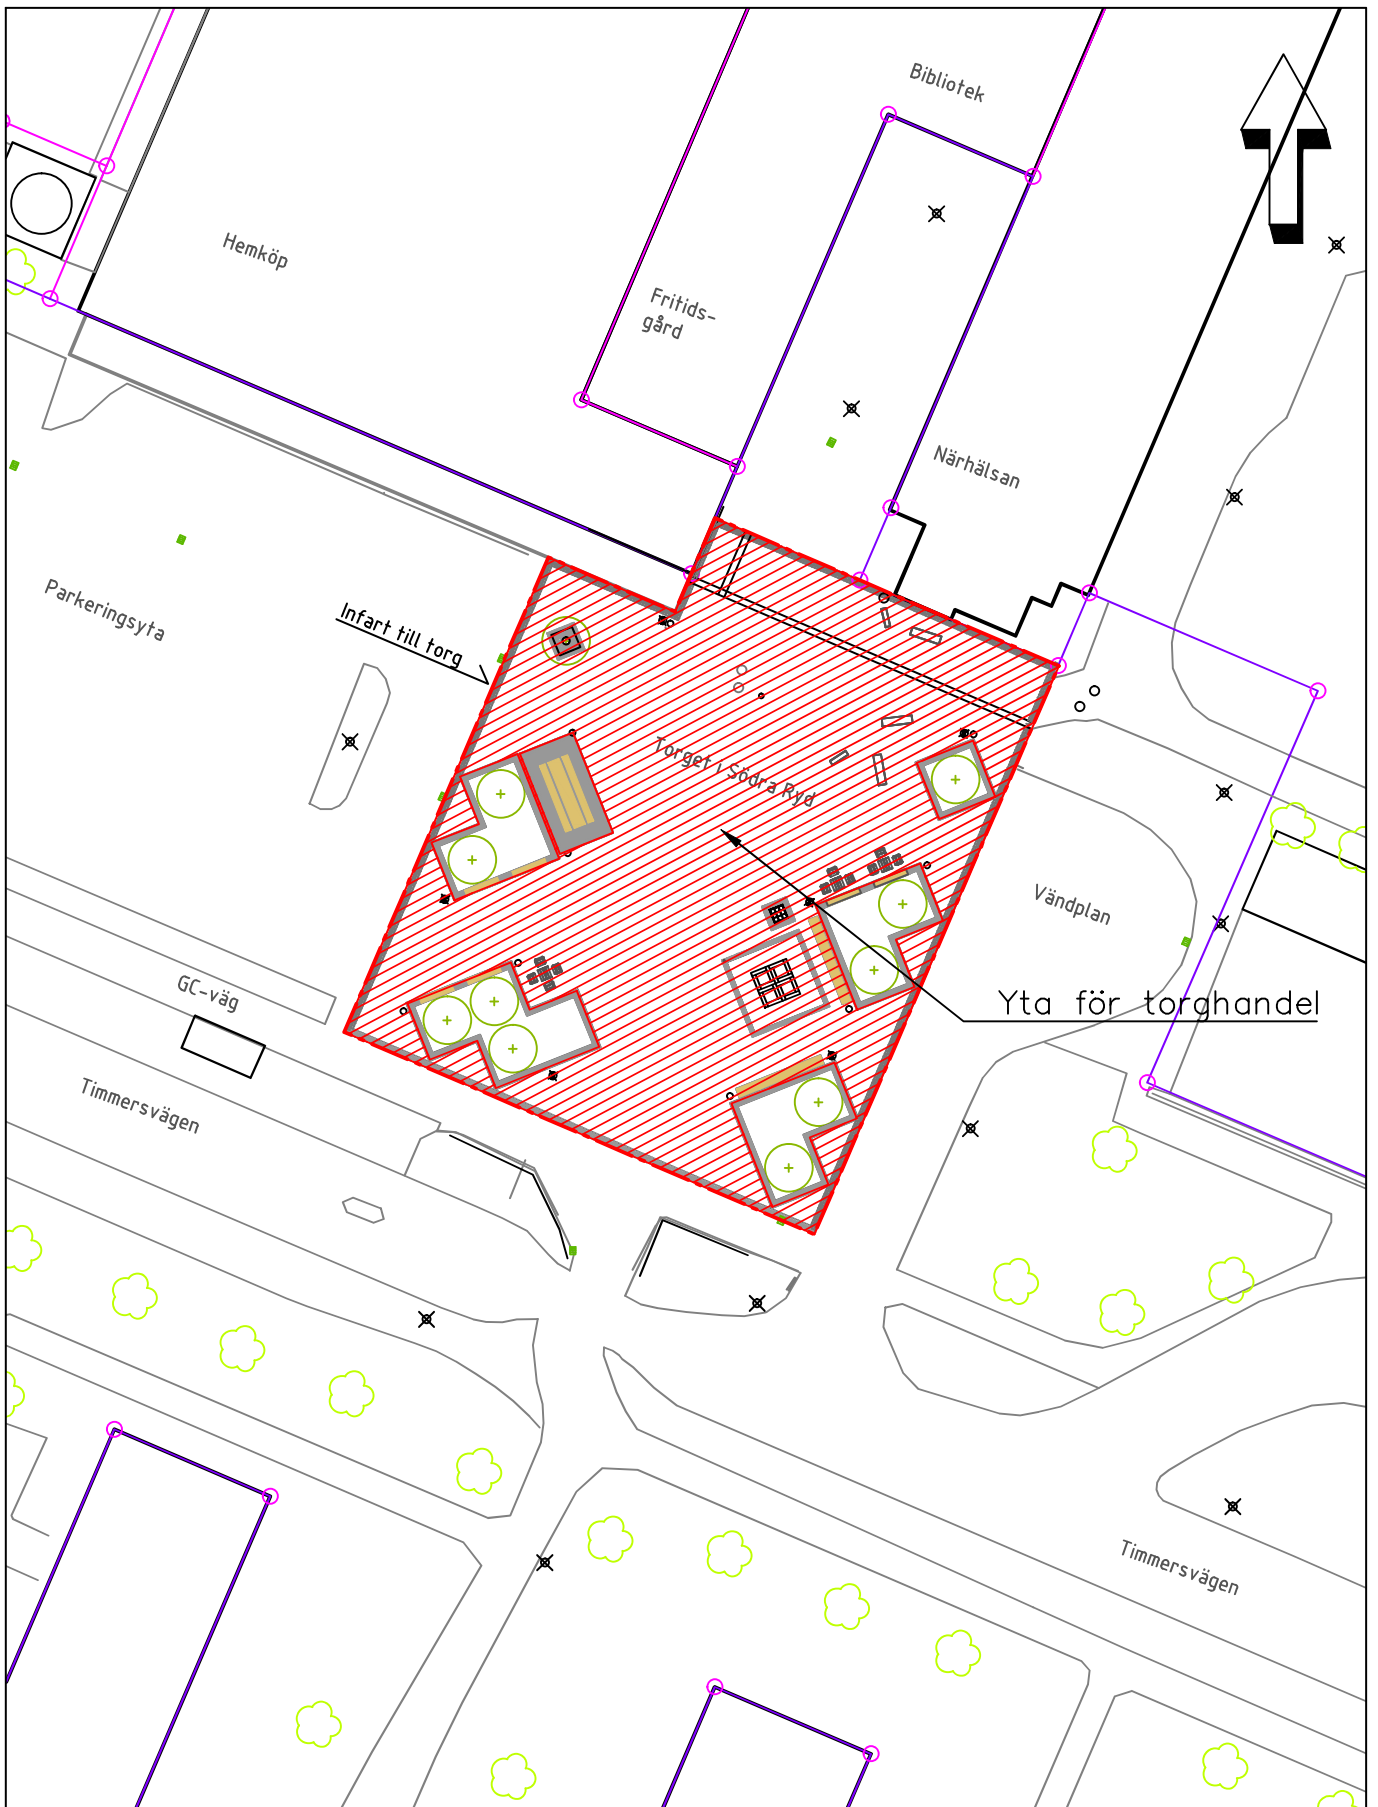 Bibliotek
Hemköp
Fritids-
gård
Närhälsan
Parkeringsyta
Infart till torg
Torget i Södra Ryd
Vändplan
GC-väg
Yta för torghandel
Timmersvägen
Timmersvägen